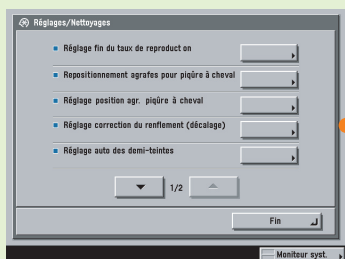 Réglages/Nettoyages
Réglage fin du taux de reproduct on
Repositionnement agrafes pour piqûre à cheval
Réglage position agr. piqûre à cheval
Réglage correction du renflement (décalage)
Réglage auto des demi-teintes
1/2
Fin
Moniteur syst.